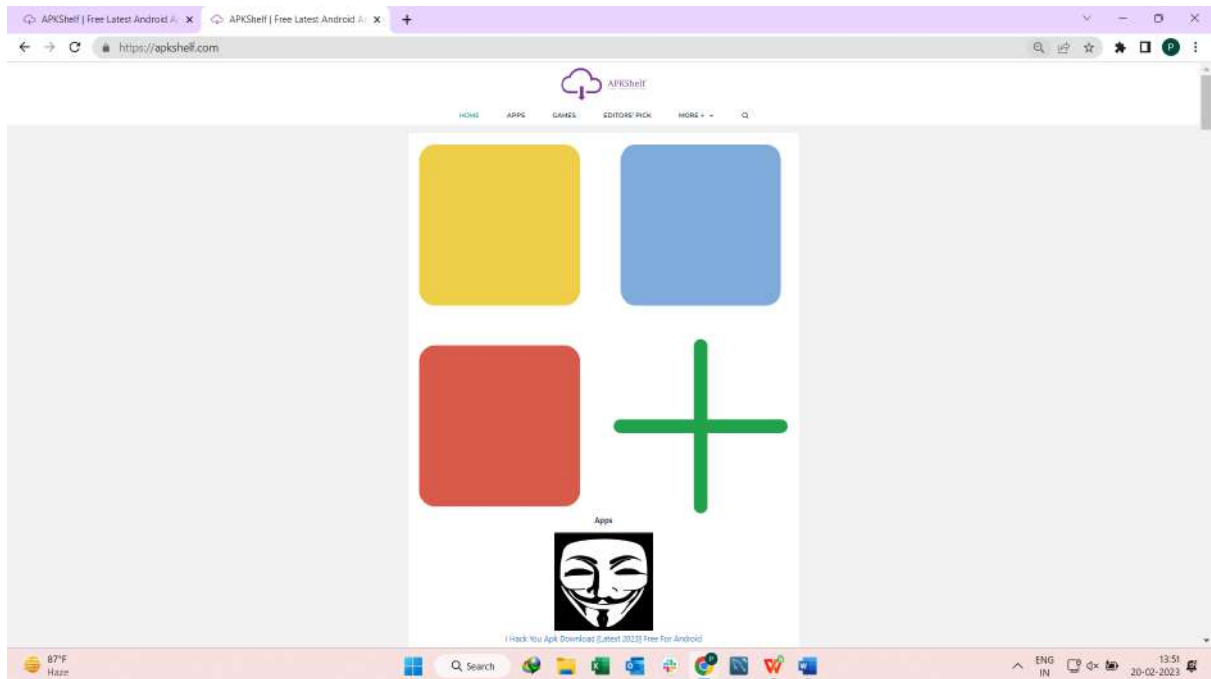 APKShelf | Free Latest Android A
APKShelf | Free Latest Android A
https://apkshelf.com
P
APKShelf
HOME APPS GAMES EDITORS' PICK MORE +
Apps
I Hack You Apk Download [Latest 2023] Free For Android
87°F
Haze
Search
ENG
IN
13:51
20-02-2023